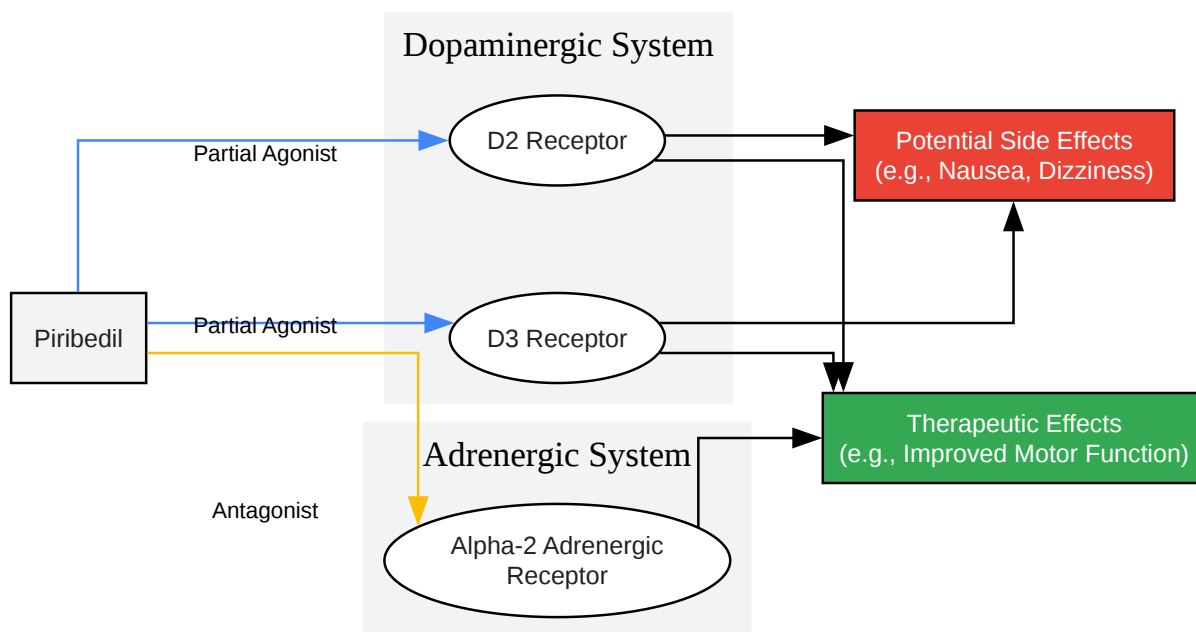 Dopaminergic System
D2 Receptor
Potential Side Effects
(e.g., Nausea, Dizziness)
Partial Agonist
Piribedil
Partial Agonist
D3 Receptor
Therapeutic Effects
(e.g., Improved Motor Function)
Adrenergic System
Antagonist
Alpha-2 Adrenergic
Receptor